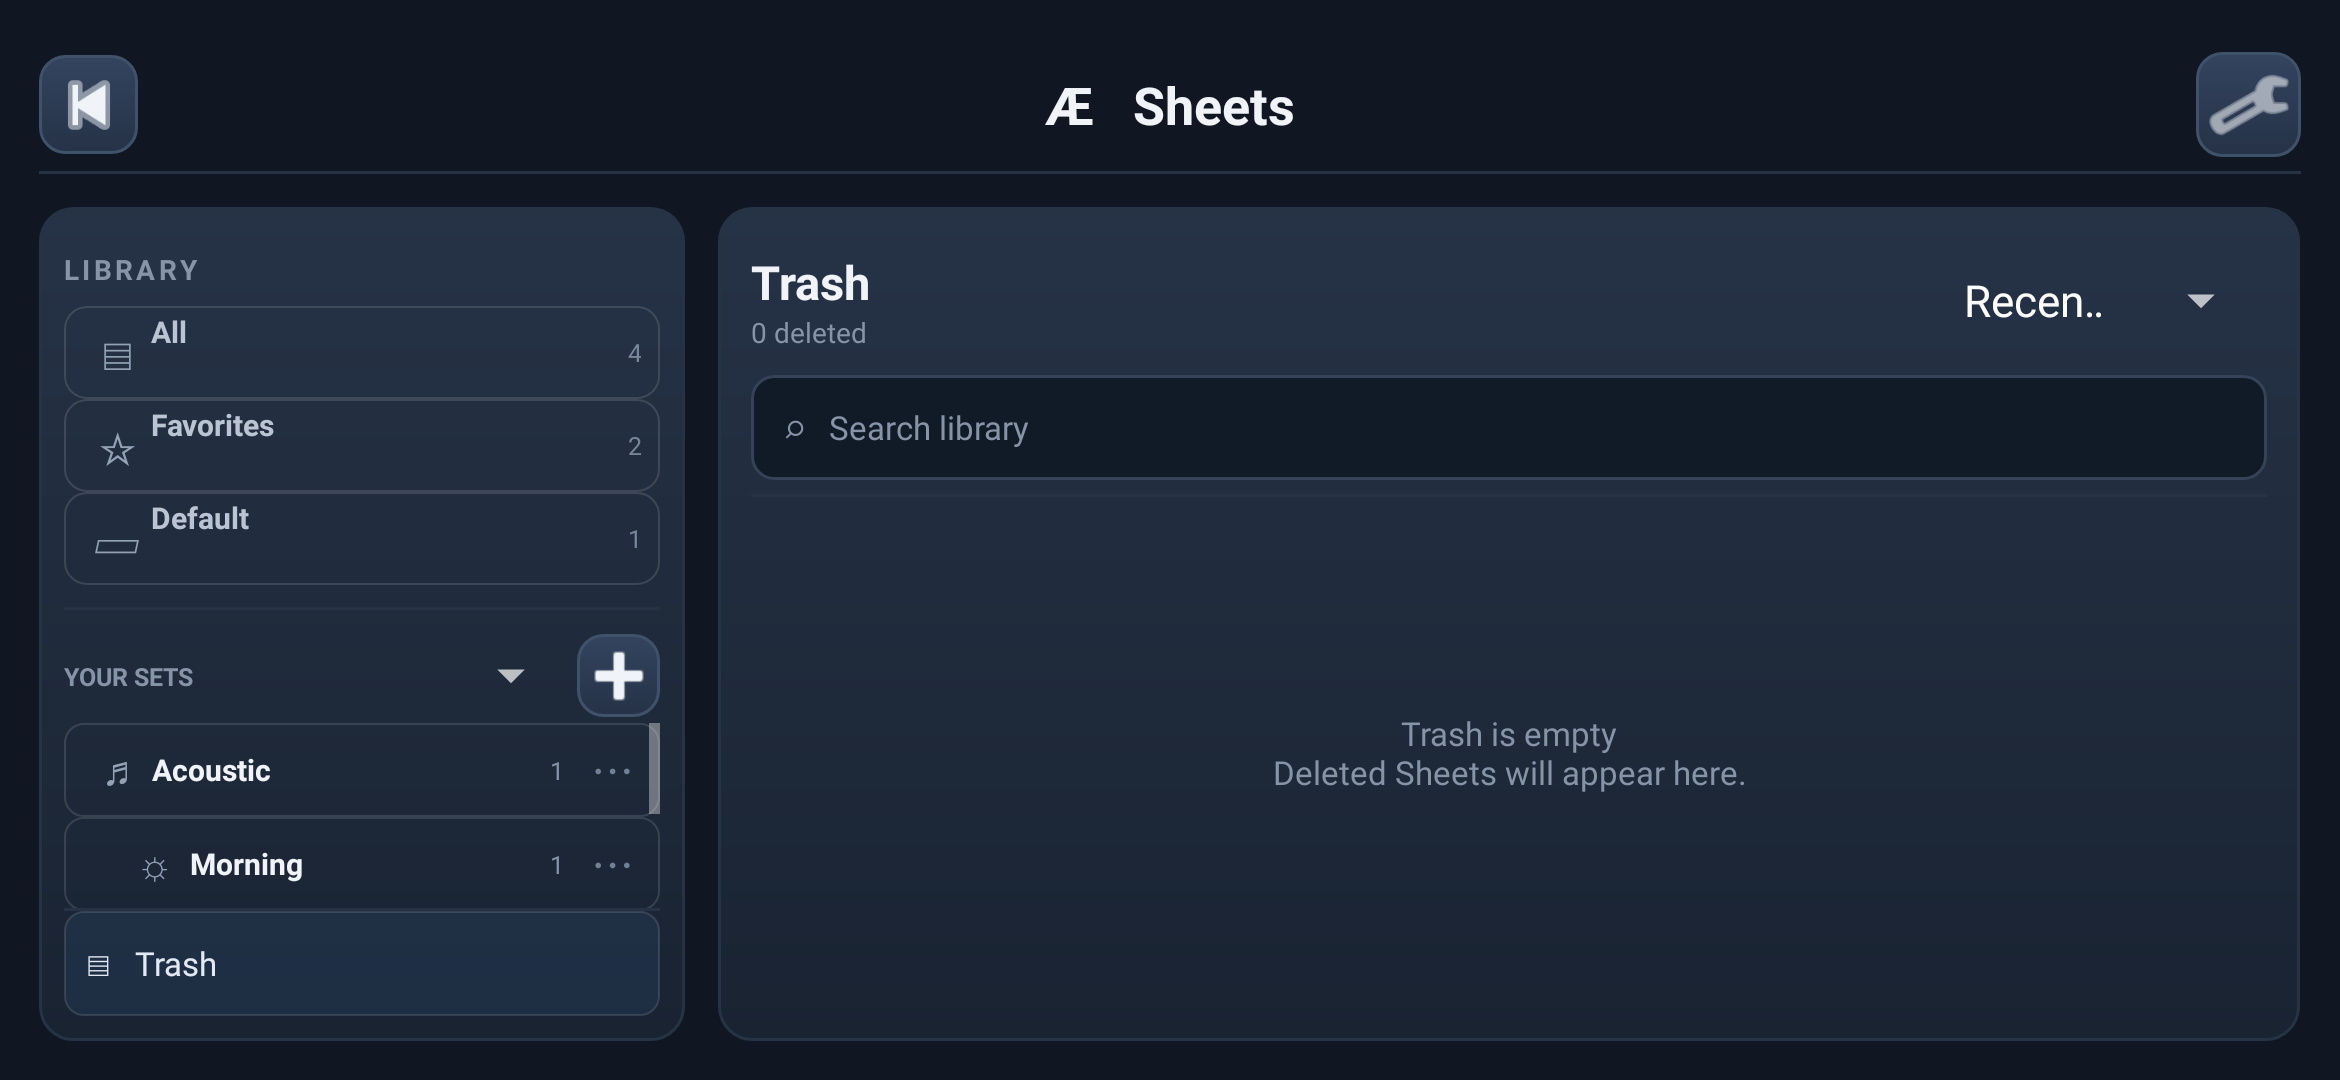 Æ Sheets
LIBRARY
All 4
Favorites 2
Default 1
YOUR SETS
Acoustic 1 ...
Morning 1 ...
Trash
Trash
0 deleted
Recen..
Search library
Trash is empty
Deleted Sheets will appear here.